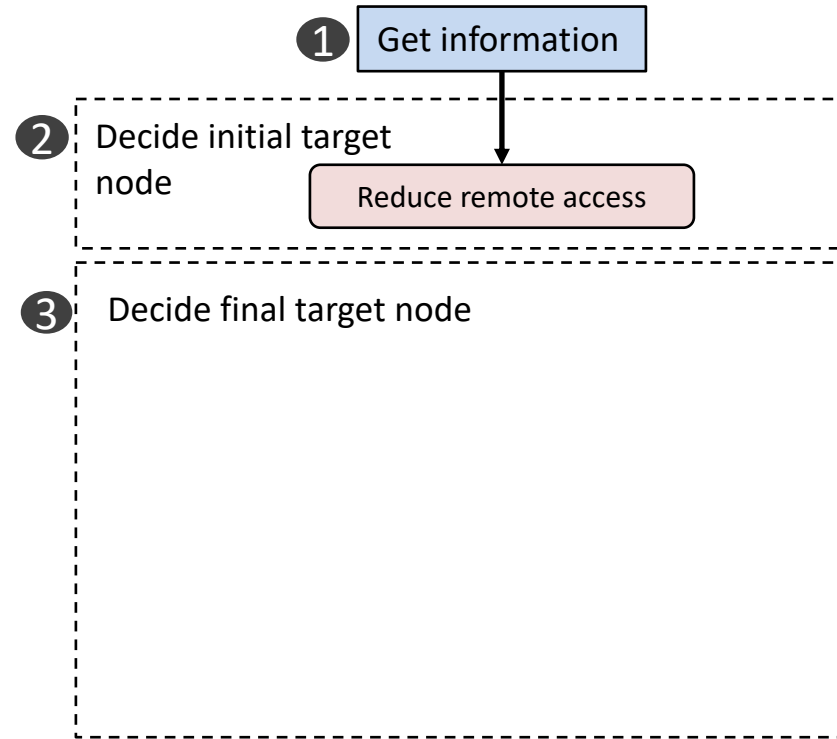 1 Get information
2 Decide initial target
node
Reduce remote access
3 Decide final target node